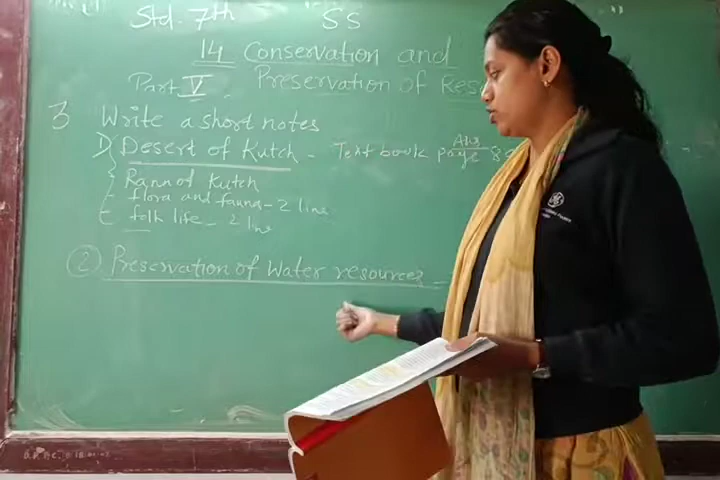 Std. 7th SS
14 Conservation and
Part V Preservation of Res
3 Write a short notes
1) Desert of Kutch - Text book page Ans
Rann of Kutch
flora and fauna - 2 line
folk life - 2 line
2 Preservation of Water resources -